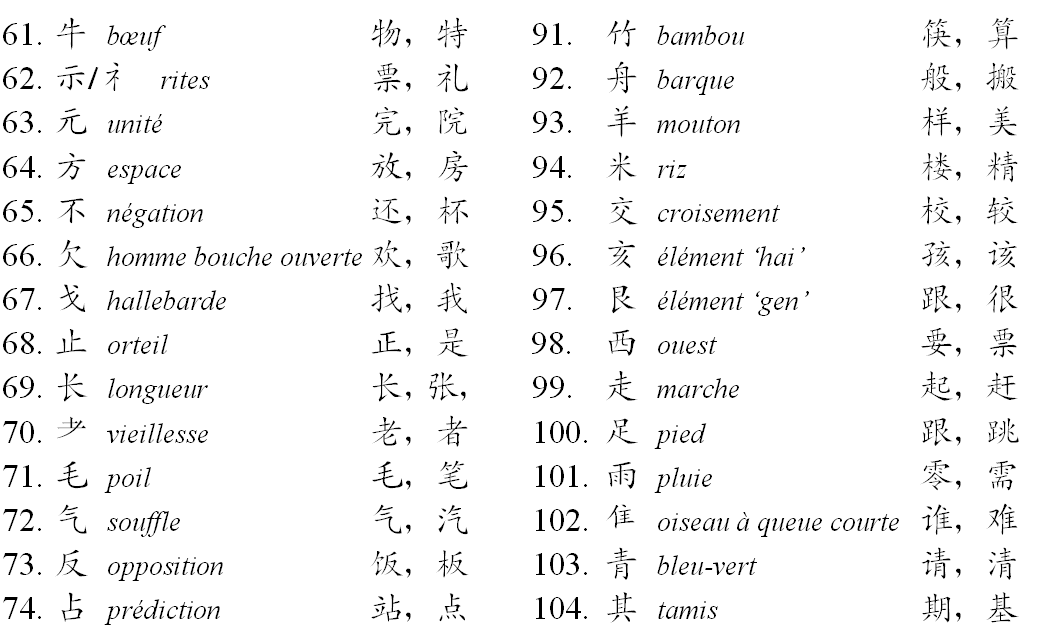 61. 牛 bœuf 物，特
62. 示/礻 rites 票，礼
63. 元 unité 完，院
64. 方 espace 放，房
65. 不 négation 还，杯
66. 欠 homme bouche ouverte 欢，歌
67. 戈 hallebarde 找，我
68. 止 orteil 正，是
69. 长 longueur 长，张，
70. 耂 vieillesse 老，者
71. 毛 poil 毛，笔
72. 气 souffle 气，汽
73. 反 opposition 饭，板
74. 占 prédiction 站，点
91. 竹 bambou 筷，算
92. 舟 barque 般，搬
93. 羊 mouton 样，美
94. 米 riz 楼，精
95. 交 croisement 校，较
96. 亥 élément ‘hai’ 孩，该
97. 艮 élément ‘gen’ 跟，很
98. 西 ouest 要，票
99. 走 marche 起，赶
100. 足 pied 跟，跳
101. 雨 pluie 零，需
102. 隹 oiseau à queue courte 谁，难
103. 青 bleu-vert 请，清
104. 其 tamis 期，基